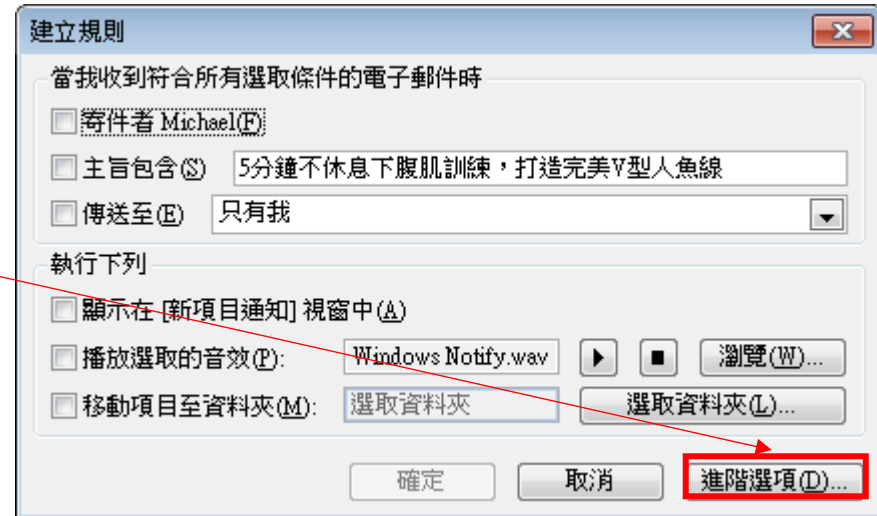 建立規則
當我收到符合所有選取條件的電子郵件時
寄件者 Michael(F)
主旨包含(S) 5分鐘不休息下腹肌訓練，打造完美V型人魚線
傳送至(E) 只有我
執行下列
顯示在 [新項目通知] 視窗中(A)
播放選取的音效(P): Windows Notify.wav 瀏覽(W)...
移動項目至資料夾(M): 選取資料夾 選取資料夾(L)...
確定 取消 進階選項(D)...